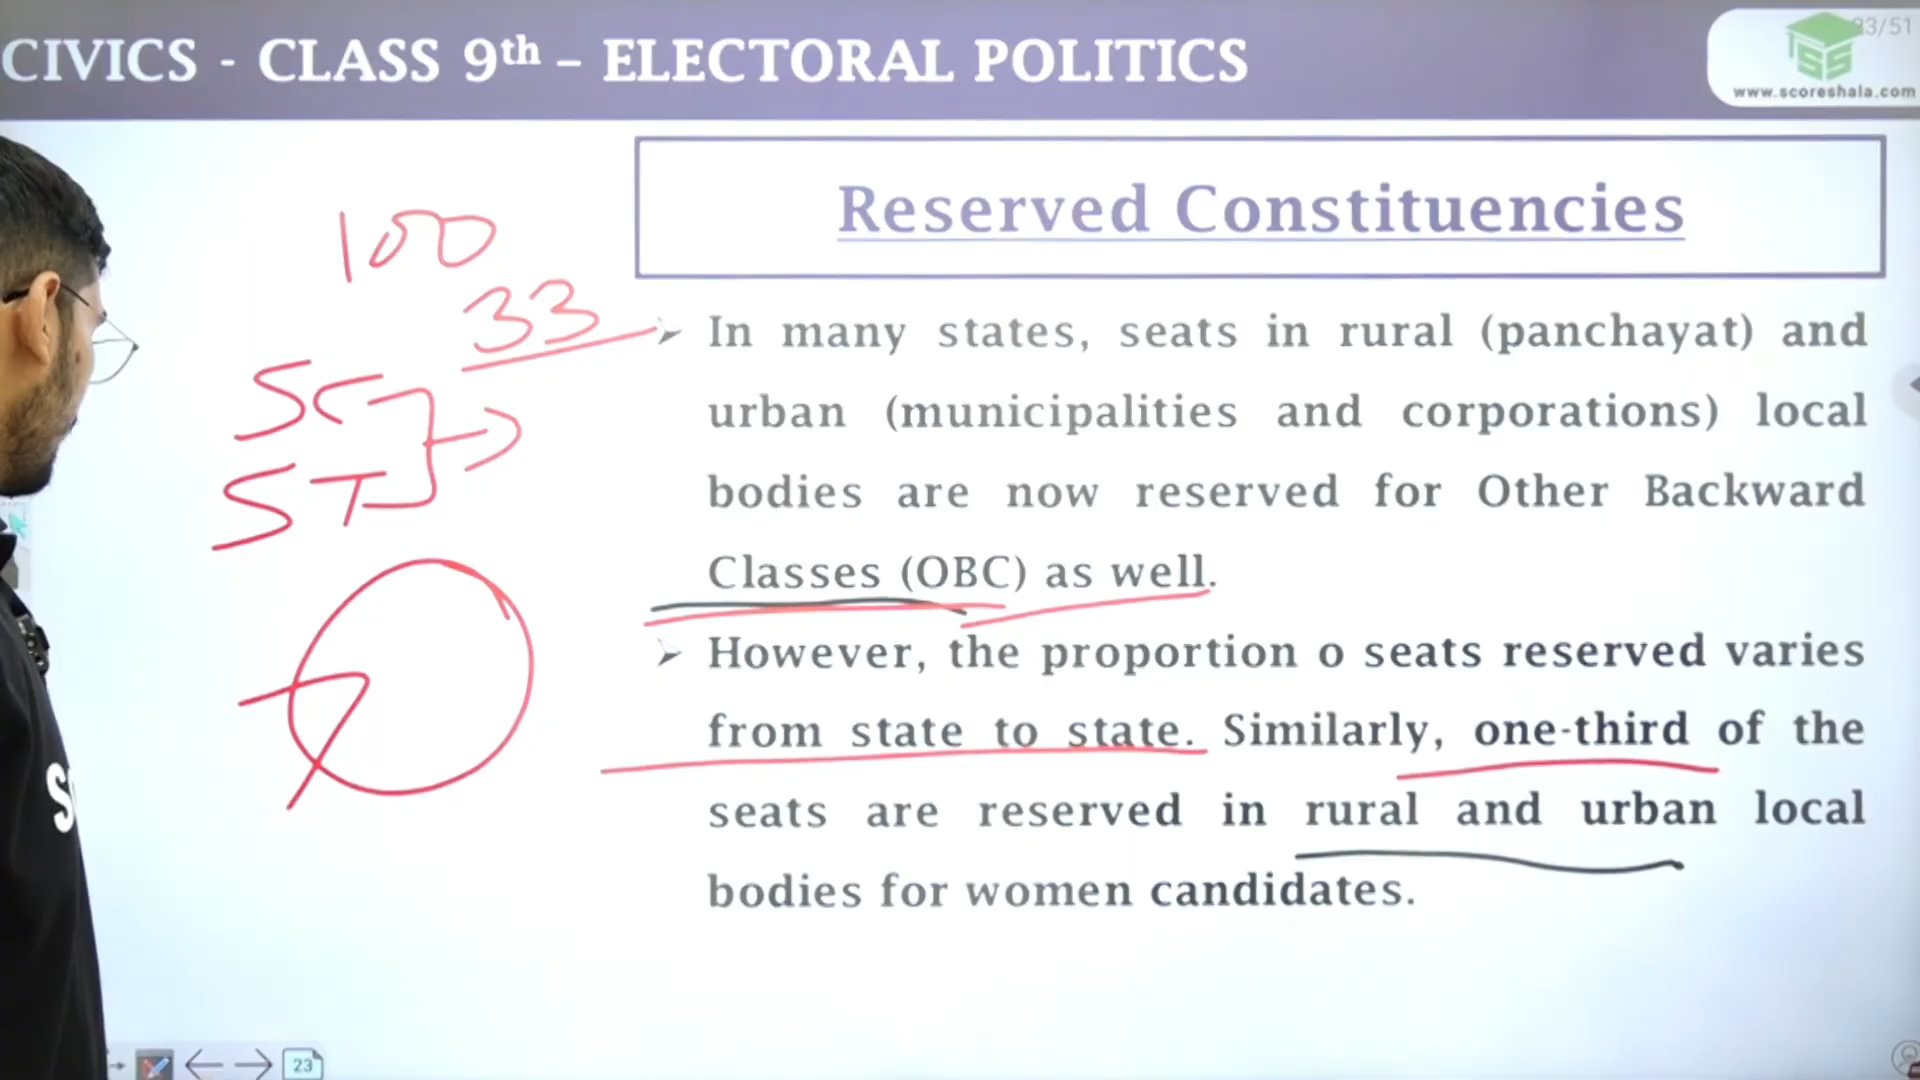 CIVICS - CLASS 9th – ELECTORAL POLITICS
23/51
SS
www.scoreshala.com
Reserved Constituencies
100
33
SC
ST
➢ In many states, seats in rural (panchayat) and
urban (municipalities and corporations) local
bodies are now reserved for Other Backward
Classes (OBC) as well.
➢ However, the proportion o seats reserved varies
from state to state. Similarly, one-third of the
seats are reserved in rural and urban local
bodies for women candidates.
23